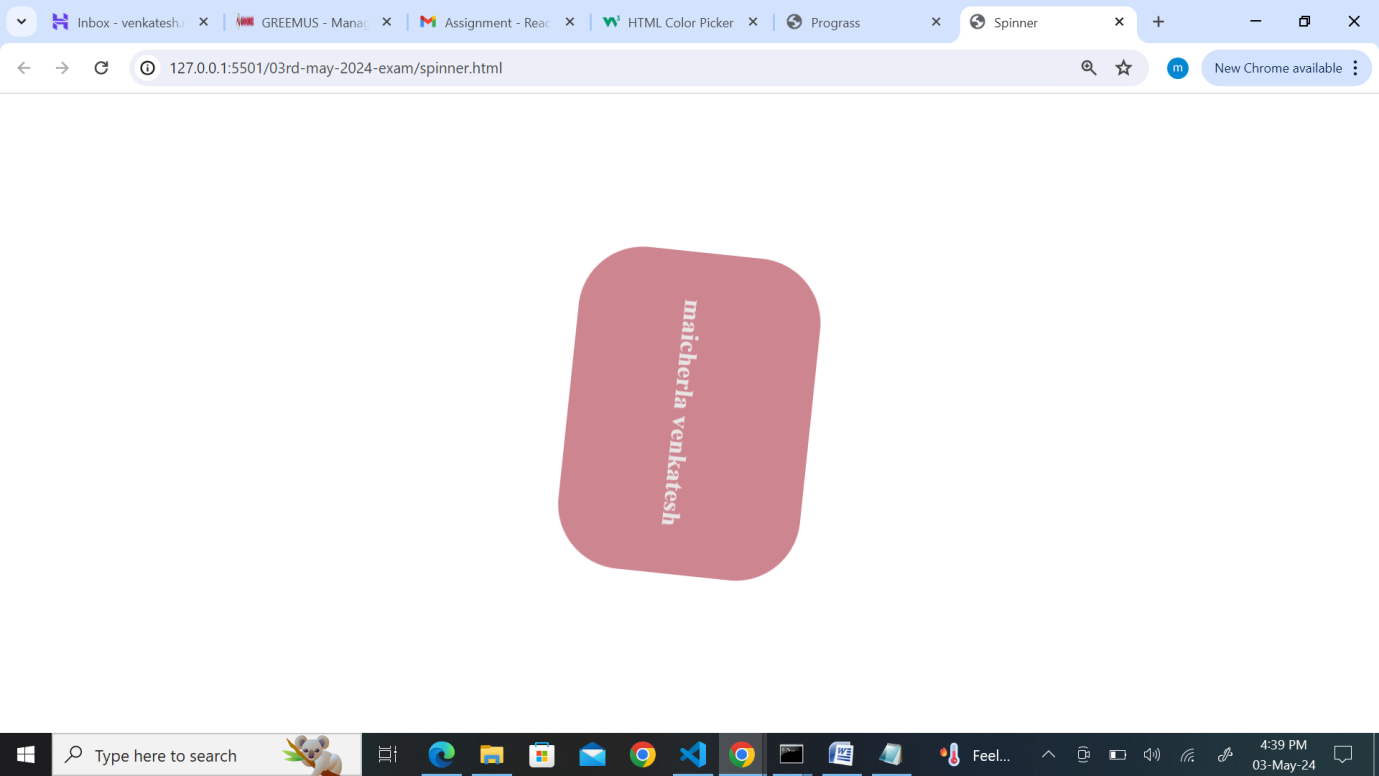 Inbox - venkatesh.
GREEMUS - Manag
Assignment - Reac
HTML Color Picker
Prograss
Spinner
127.0.0.1:5501/03rd-may-2024-exam/spinner.html
m
New Chrome available
maicherla venkatesh
Type here to search
Feel...
4:39 PM
03-May-24